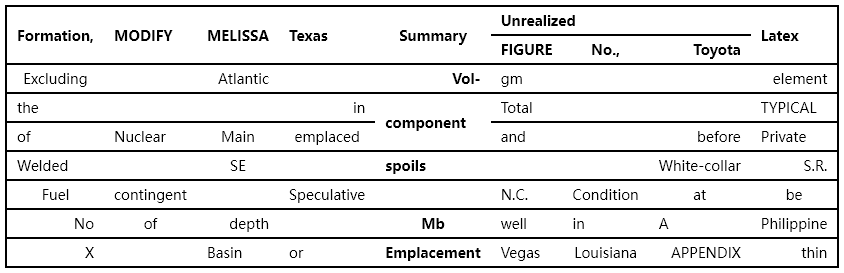 Formation, MODIFY MELISSA Texas Summary Unrealized Latex
FIGURE No., Toyota
Excluding Atlantic Vol- gm element
the in component Total TYPICAL
of Nuclear Main emplaced and before Private
Welded SE spoils White-collar S.R.
Fuel contingent Speculative N.C. Condition at be
No of depth Mb well in A Philippine
X Basin or Emplacement Vegas Louisiana APPENDIX thin